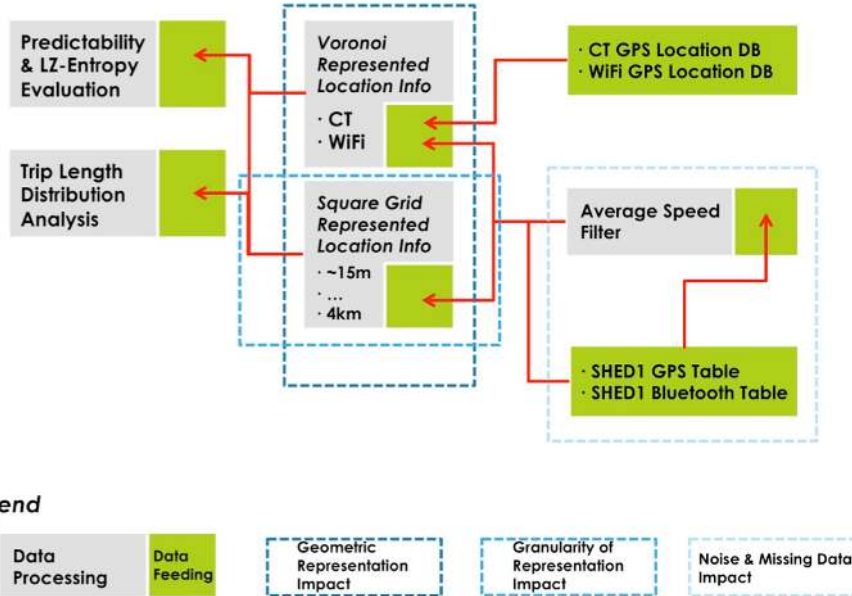 Predictability
& LZ-Entropy
Evaluation
Voronoi
Represented
Location Info
· CT
· WiFi
· CT GPS Location DB
· WiFi GPS Location DB
Trip Length
Distribution
Analysis
Square Grid
Represented
Location Info
· ~15m
· ...
· 4km
Average Speed
Filter
· SHED1 GPS Table
· SHED1 Bluetooth Table
end
Data
Processing
Data
Feeding
Geometric
Representation
Impact
Granularity of
Representation
Impact
Noise & Missing Data
Impact